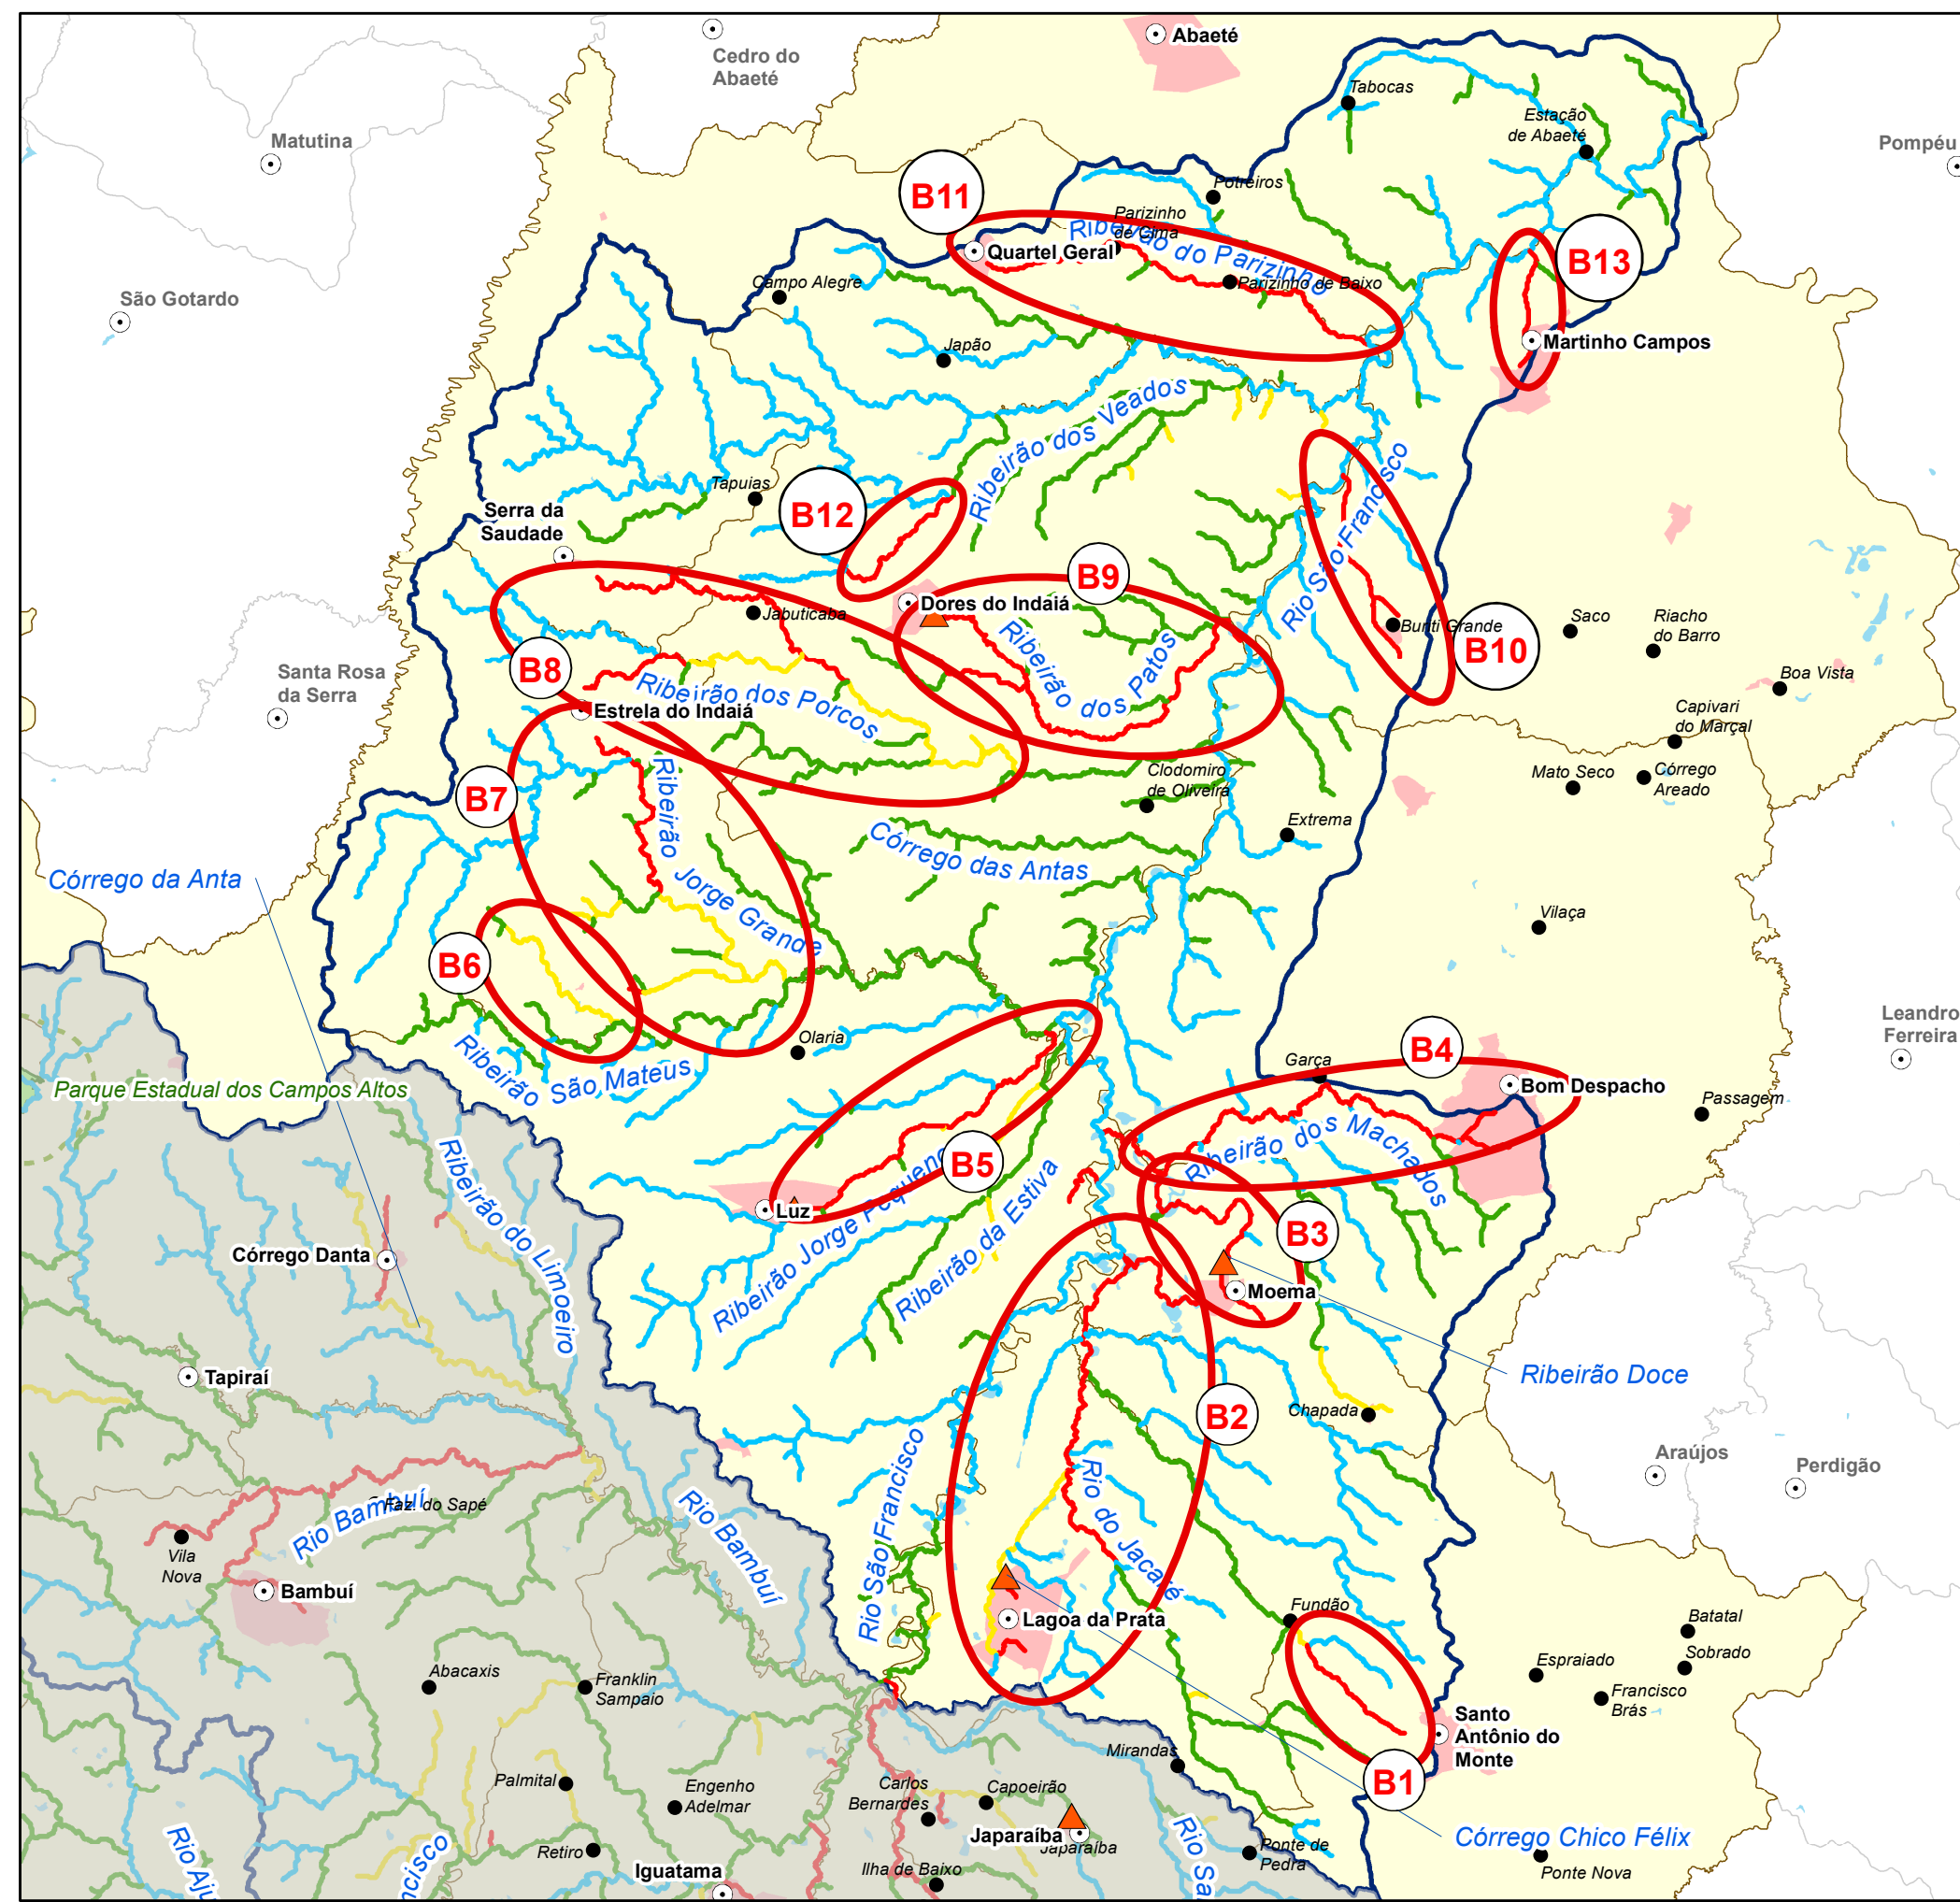 Abaeté
Cedro do
Abaeté
Tabocas
Estação
de Abaeté
Matutina
Pompéu
B11
Potreiros
Parizinho
de Cima
Ribeirão do Parizinho
Quartel Geral
Parizinho de Baixo
B13
Campo Alegre
São Gotardo
Japão
Martinho Campos
Ribeirão dos Veados
Rio São Francisco
Tapuias
B12
Serra da
Saudade
B9
Jabuticaba
Dores do Indaiá
Ribeirão
dos Patos
Buriti Grande
B10
Saco
Riacho
do Barro
Santa Rosa
da Serra
B8
Ribeirão dos Porcos
Estrela do Indaiá
Boa Vista
Capivari
do Marçal
B7
Ribeirão
Jorge Grande
Clodomiro
de Oliveira
Mato Seco
Córrego
Areado
Córrego das Antas
Extrema
Córrego da Anta
Vilaça
B6
Olaria
Ribeirão
São Mateus
Parque Estadual dos Campos Altos
Garça
B4
Bom Despacho
Leandro
Ferreira
Passagem
Ribeirão dos Machados
B5
Luz
Ribeirão Jorge Pequeno
Ribeirão da Estiva
B3
Ribeirão do Limoeiro
Córrego Danta
Moema
Tapiraí
Ribeirão Doce
B2
Chapada
Rio São Francisco
Rio do Jacaré
Araújos
Perdigão
Faz. do Sapé
Rio Bambuí
Rio Bambuí
Vila
Nova
Bambuí
Lagoa da Prata
Fundão
Batatal
Sobrado
Espraiado
Francisco
Brás
Abacaxis
Franklin
Sampaio
Santo
Antônio do
Monte
Mirandas
B1
Palmital
Engenho
Adelmar
Carlos
Bernardes
Capoeirão
Japaraíba
Japaraíba
Córrego Chico Félix
Ponte de
Pedra
Ponte Nova
Retiro
Iguatama
Ilha de Baixo
Rio Aju
ncisco
Rio Sa